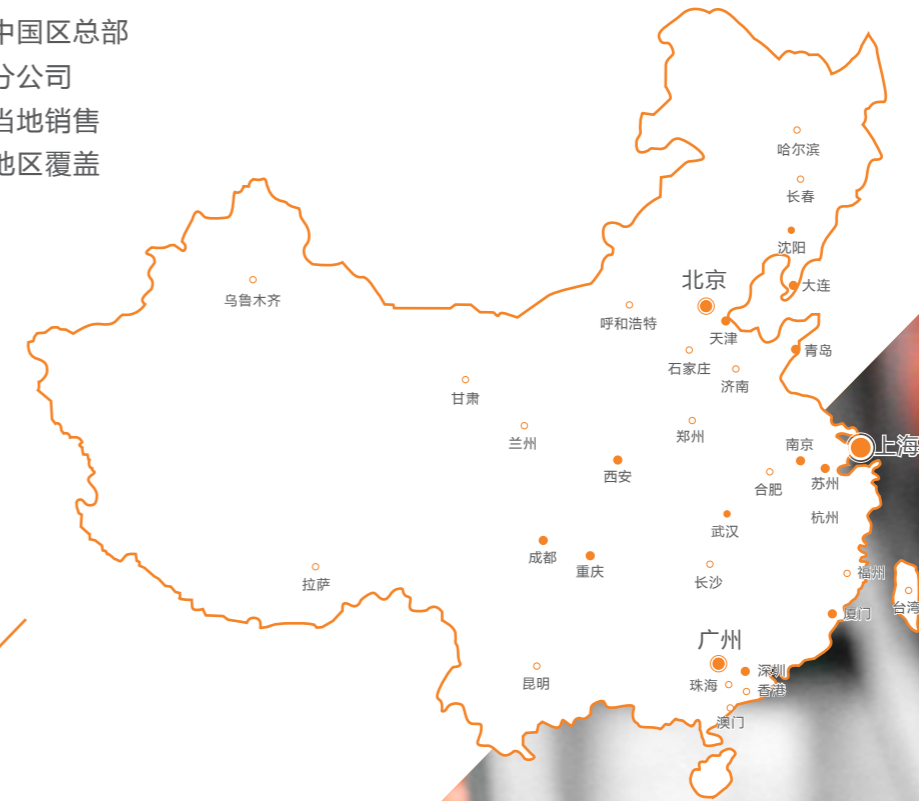 中国区总部
分公司
当地销售
地区覆盖
哈尔滨
长春
沈阳
大连
北京
乌鲁木齐
呼和浩特
天津
青岛
石家庄
济南
甘肃
兰州
郑州
南京
上海
西安
合肥
苏州
杭州
武汉
成都
重庆
拉萨
长沙
福州
台湾
厦门
广州
昆明
珠海
深圳
香港
澳门